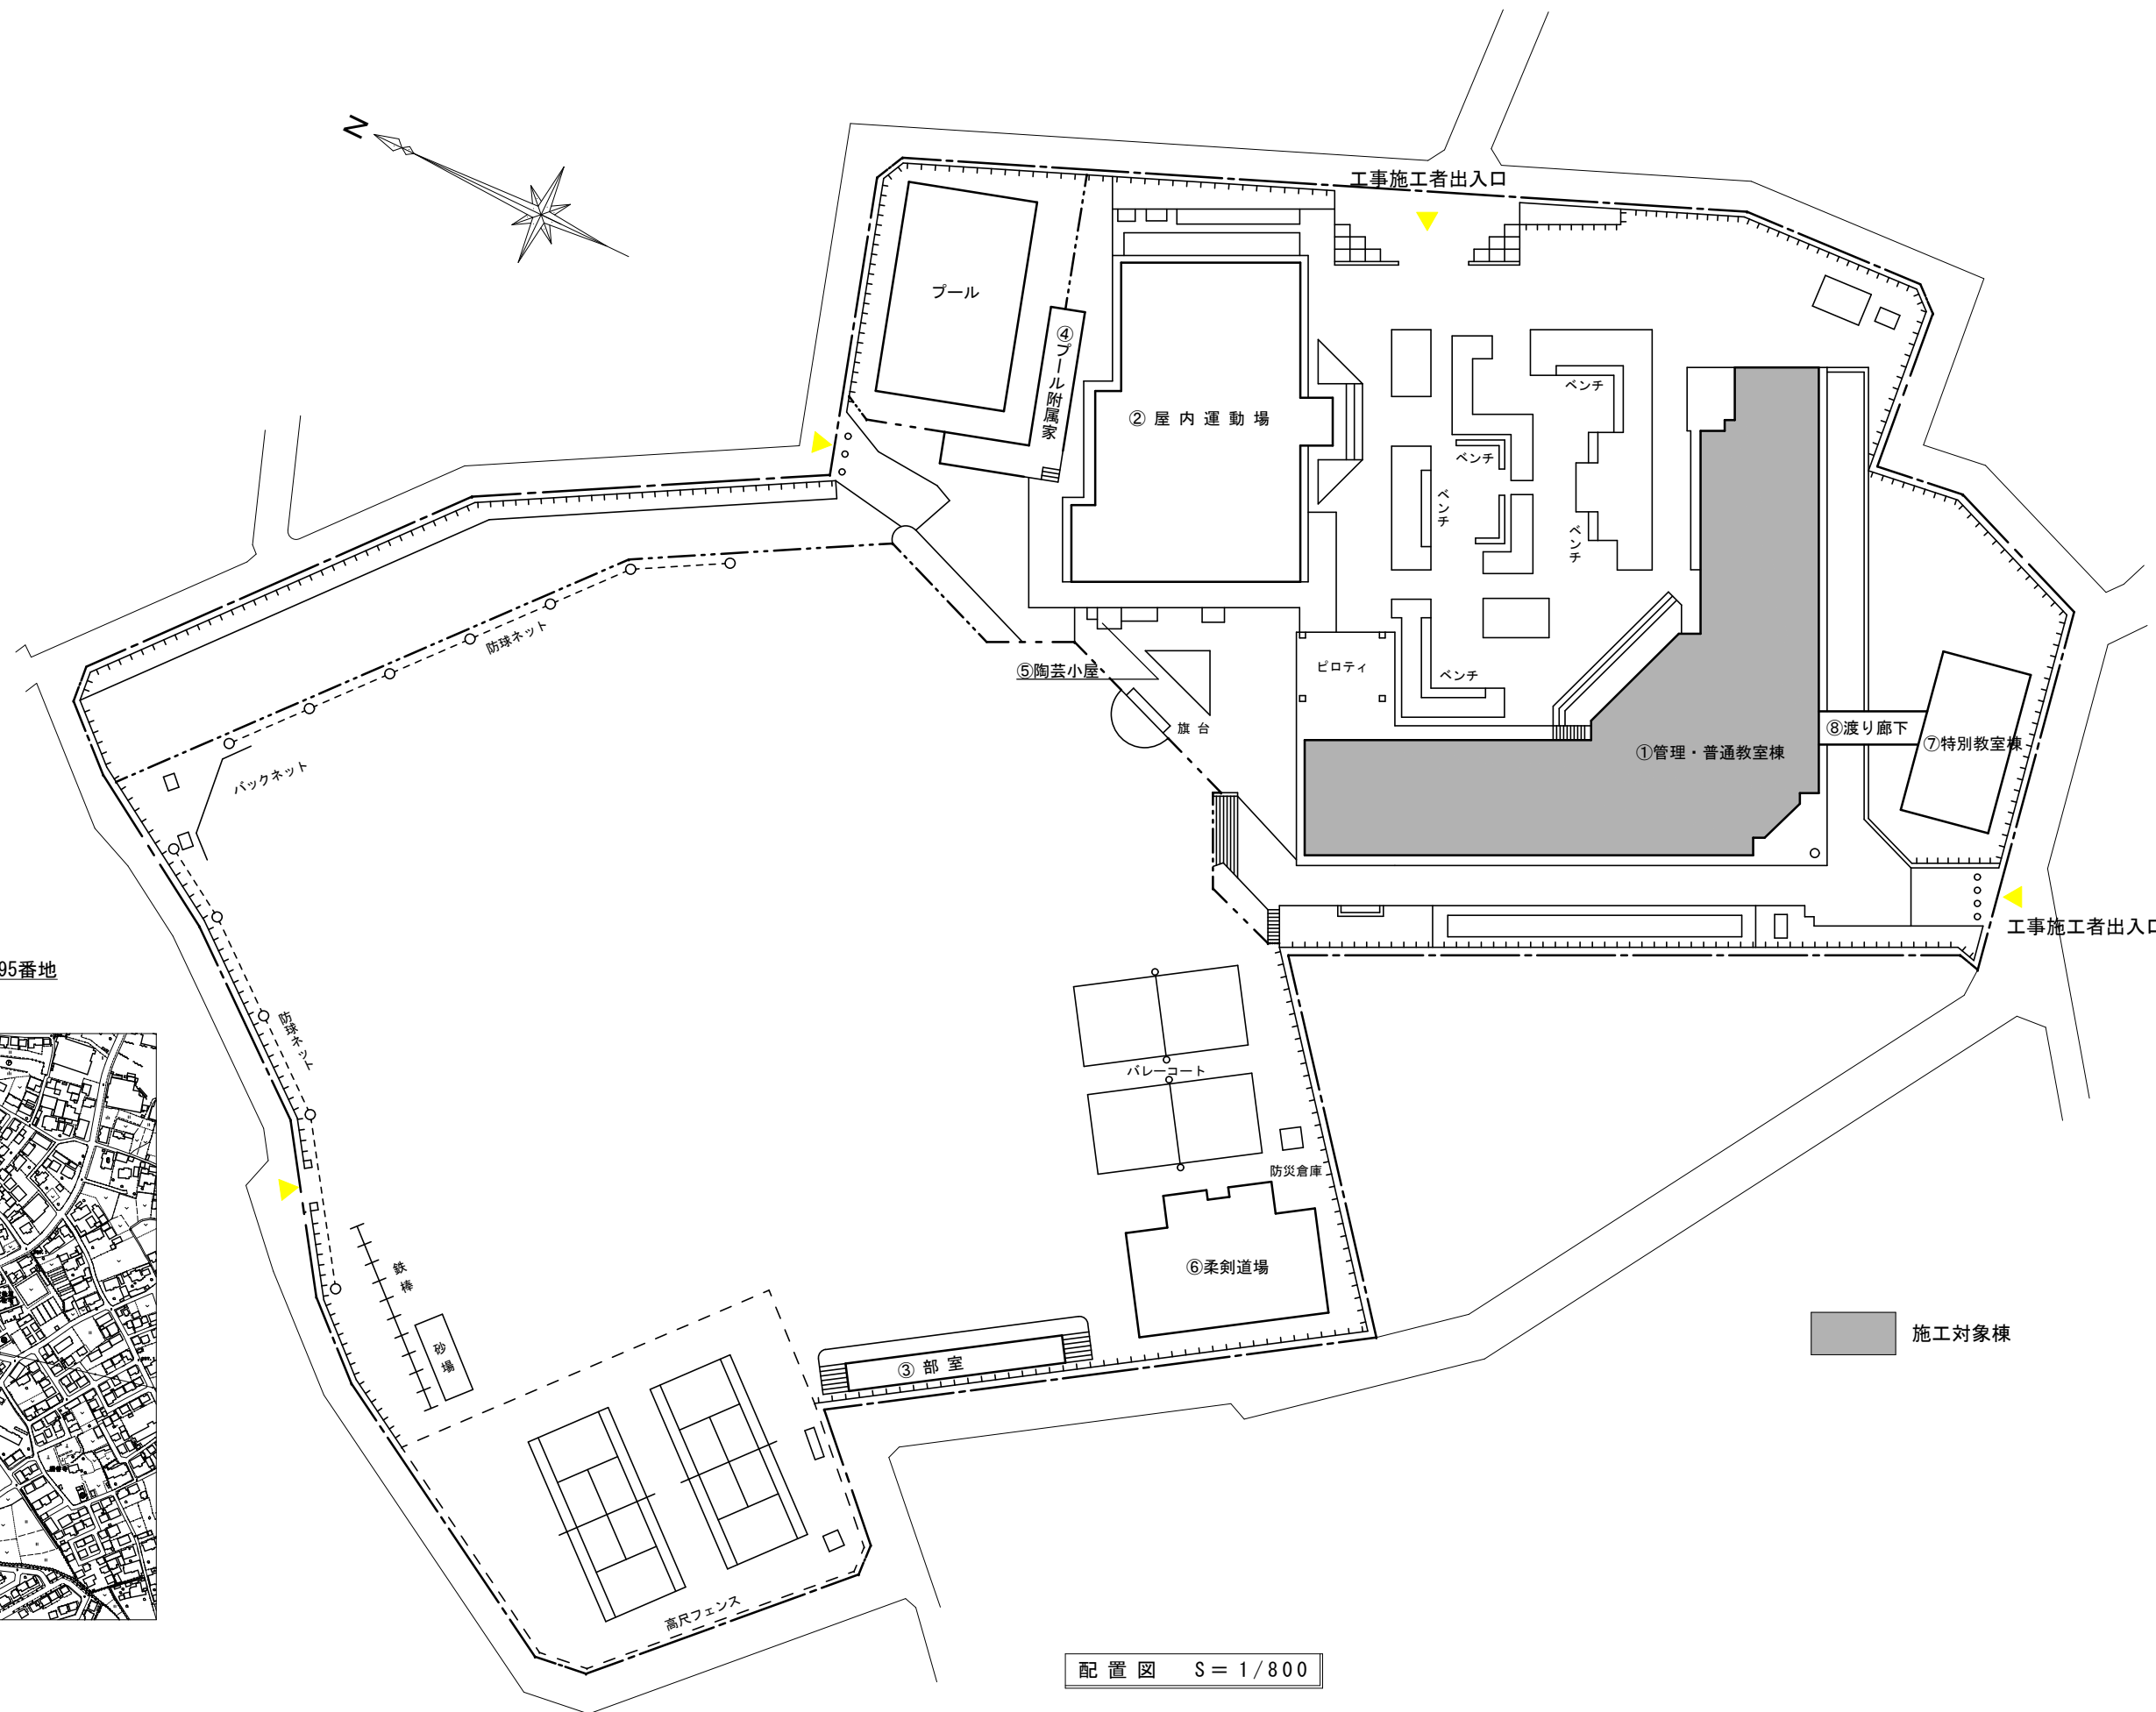 N
工事施工者出入口
プール
④プール附属家
② 屋 内 運 動 場
ベンチ
ベンチ
ベンチ
ベンチ
防球ネット
⑤陶芸小屋
ピロティ
ベンチ
旗 台
⑧渡り廊下
⑦特別教室棟
①管理・普通教室棟
バックネット
工事施工者出入口
95番地
防球ネット
バレーコート
防災倉庫
⑥柔剣道場
鉄棒
砂場
③ 部 室
施工対象棟
高尺フェンス
配 置 図 S = 1/800